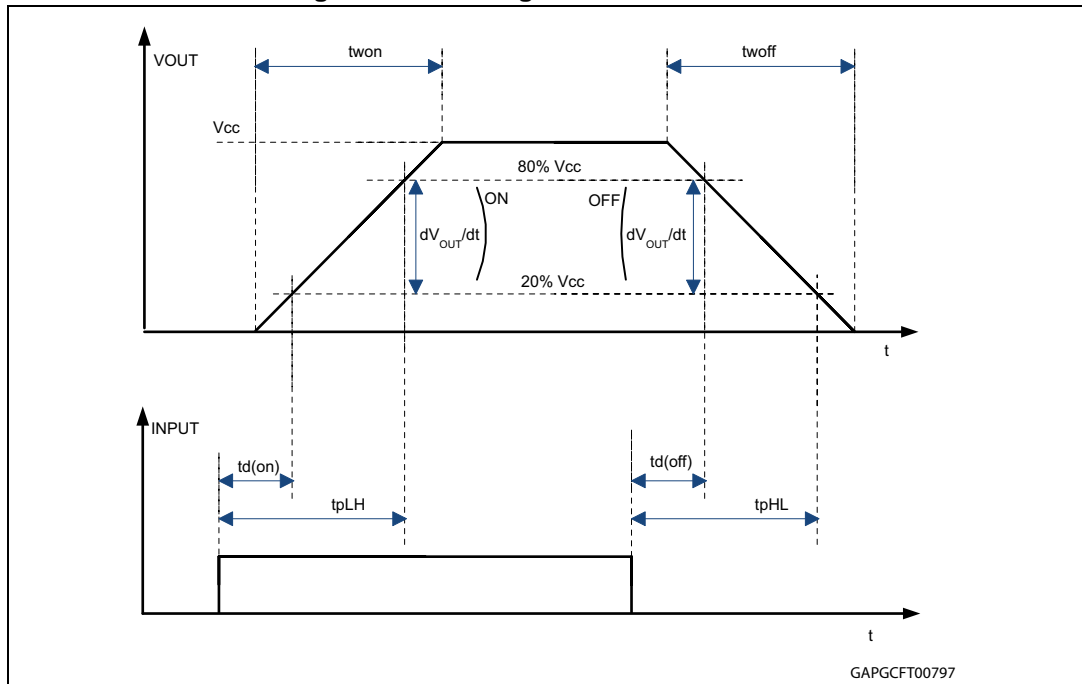 VOUT
twon
twoff
Vcc
80% Vcc
ON
OFF
dVOUT/dt
dVOUT/dt
20% Vcc
t
INPUT
td(on)
td(off)
tpLH
tpHL
t
GAPGCFT00797